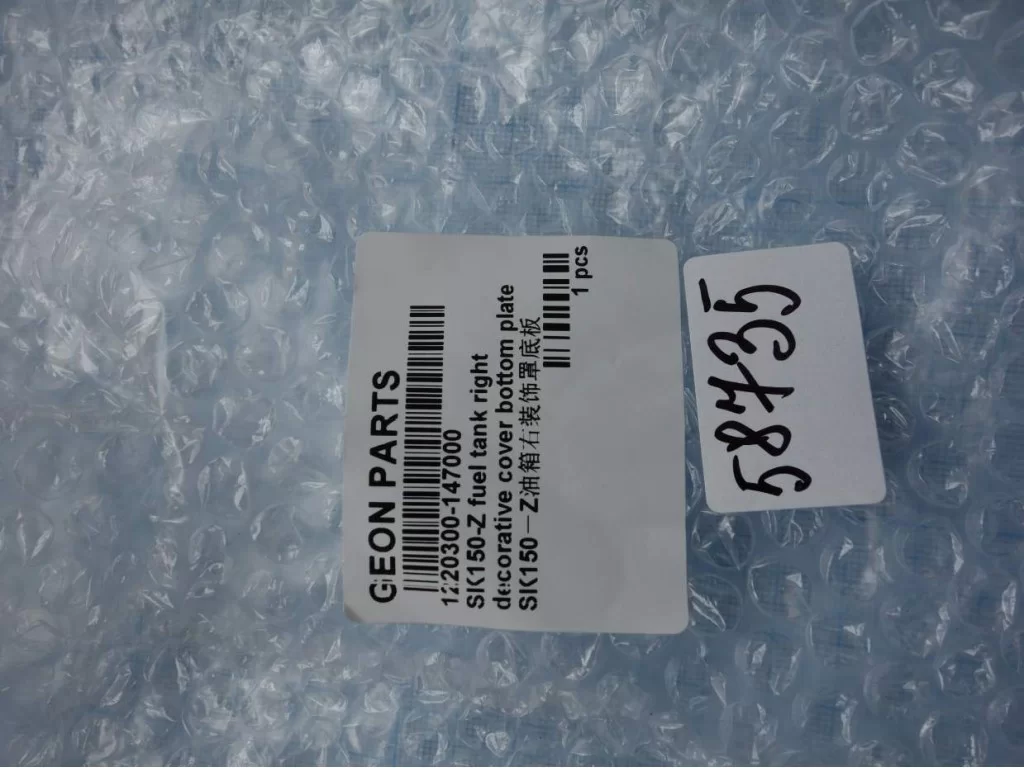 GEON PARTS
1220300-147000
SK150-Z fuel tank right
decorative cover bottom plate
SK150－Z油箱右装饰罩底板
1 pcs
58735